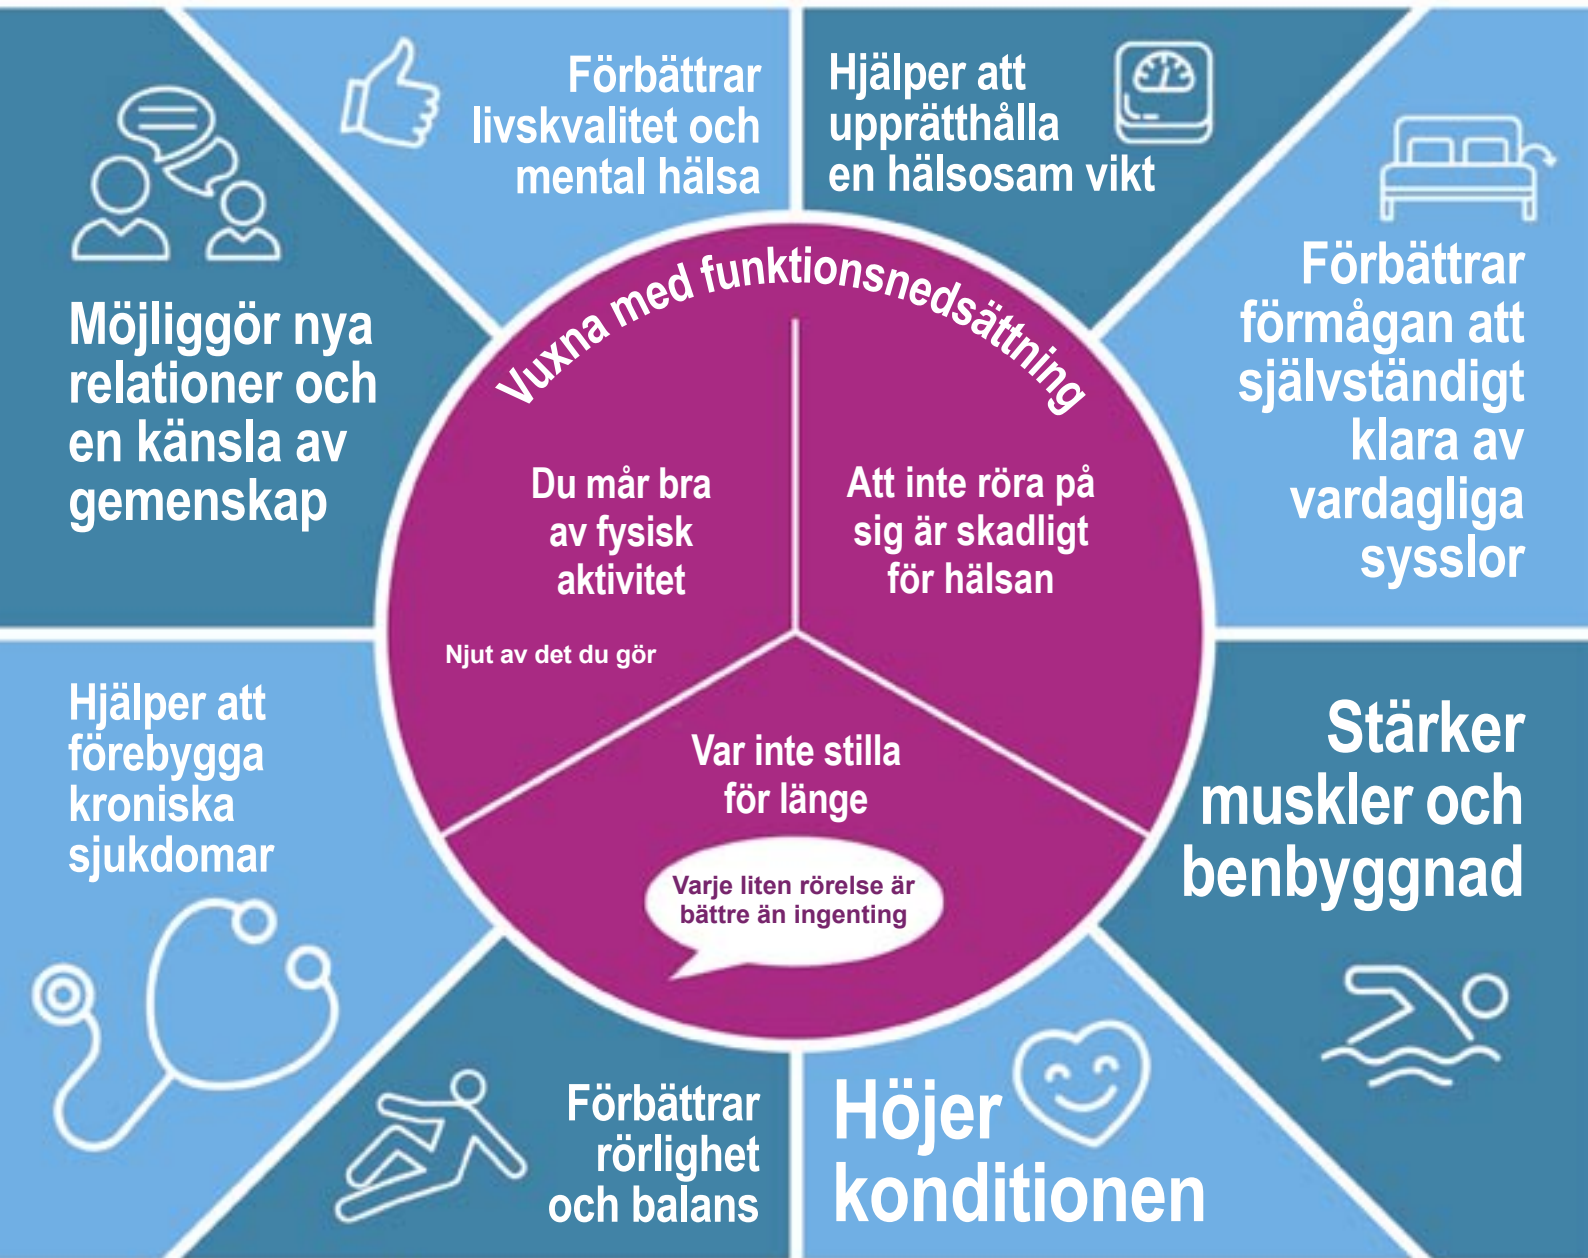 Förbättrar
livskvalitet och
mental hälsa
Hjälper att
upprätthålla
en hälsosam vikt
Förbättrar
förmågan att
självständigt
klara av
vardagliga
sysslor
Möjliggör nya
relationer och
en känsla av
gemenskap
Vuxna med funktionsnedsättning
Du mår bra
av fysisk
aktivitet
Njut av det du gör
Att inte röra på
sig är skadligt
för hälsan
Var inte stilla
för länge
Varje liten rörelse är
bättre än ingenting
Hjälper att
förebygga
kroniska
sjukdomar
Stärker
muskler och
benbyggnad
Förbättrar
rörlighet
och balans
Höjer
konditionen